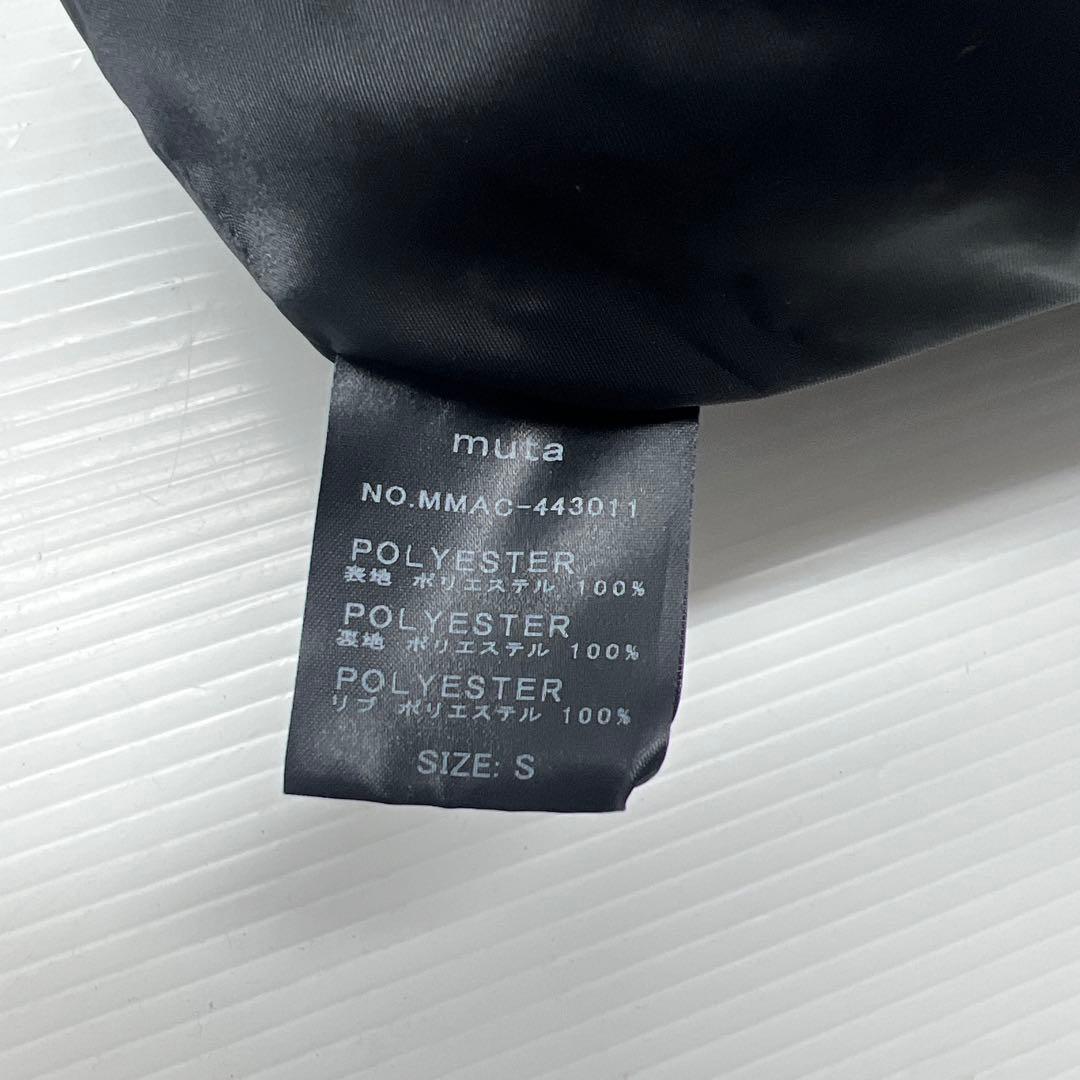 muta
NO.MMAC-443011
POLYESTER
表地 ポリエステル 100%
POLYESTER
裏地 ポリエステル 100%
POLYESTER
リブ ポリエステル 100%
SIZE: S